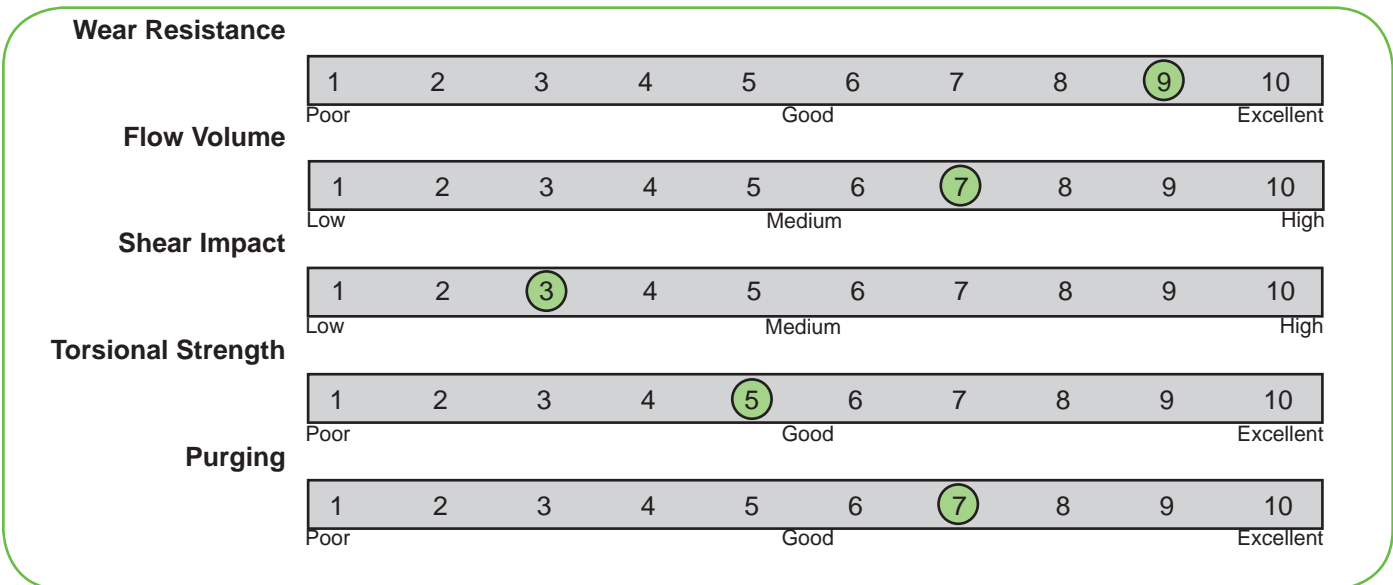 Wear Resistance
1 2 3 4 5 6 7 8 9 10
Poor Good Excellent
Flow Volume
1 2 3 4 5 6 7 8 9 10
Low Medium High
Shear Impact
1 2 3 4 5 6 7 8 9 10
Low Medium High
Torsional Strength
1 2 3 4 5 6 7 8 9 10
Poor Good Excellent
Purging
1 2 3 4 5 6 7 8 9 10
Poor Good Excellent